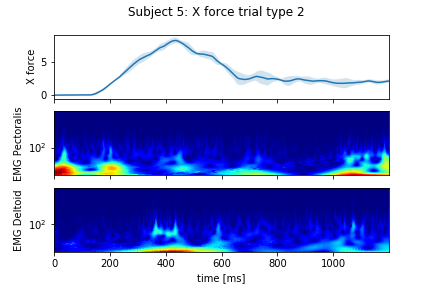 Subject 5: X force trial type 2
X force
5
0
EMG Pectoralis
10²
EMG Deltoid
10²
0 200 400 600 800 1000
time [ms]